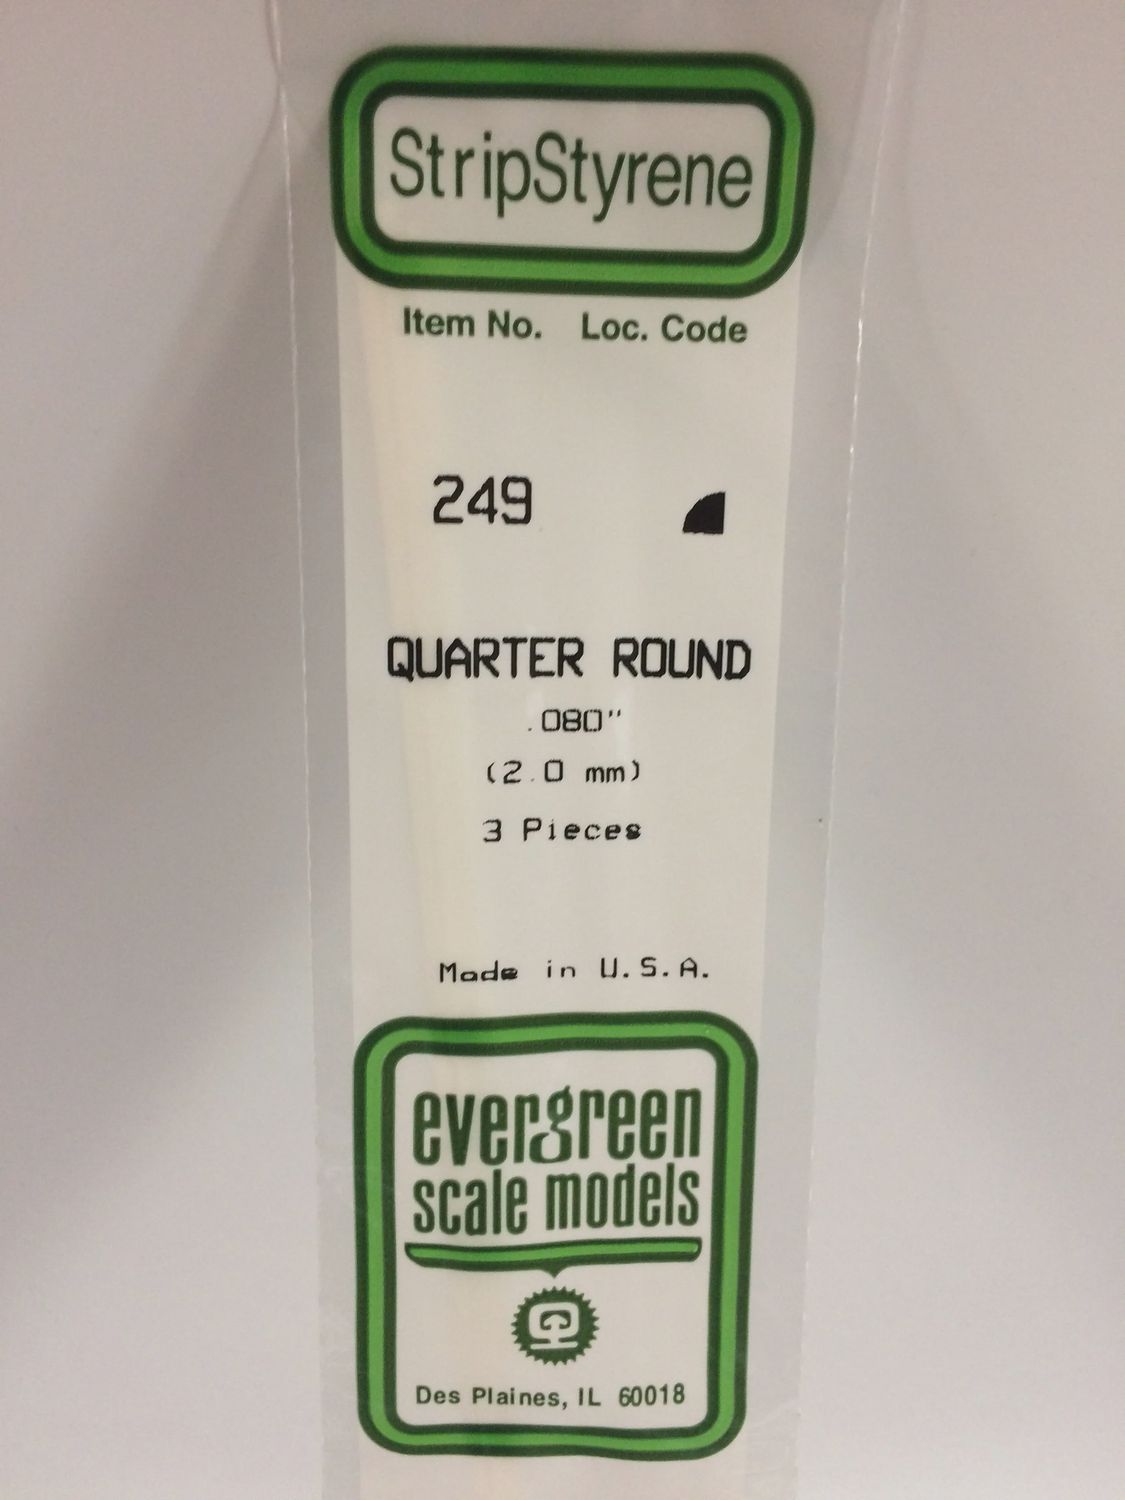 StripStyrene
Item No. Loc. Code
249
QUARTER ROUND
.080"
(2.0 mm)
3 Pieces
Made in U.S.A.
evergreen
scale models
Des Plaines, IL 60018